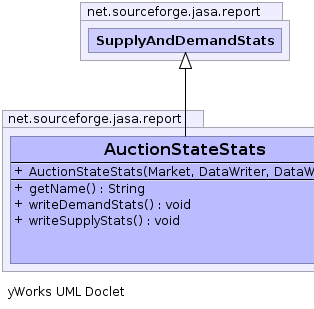 net.sourceforge.jasa.report
SupplyAndDemandStats
net.sourceforge.jasa.report
AuctionStateStats
+ AuctionStateStats(Market, DataWriter, DataW
+ getName() : String
+ writeDemandStats() : void
+ writeSupplyStats() : void
yWorks UML Doclet